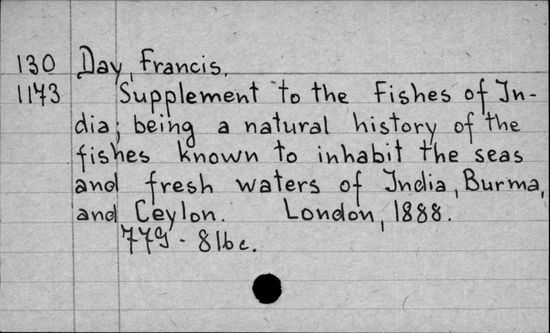 130 Day, Francis.
1173 Supplement to the Fishes of In-
dia; being a natural history of the
fishes known to inhabit the seas
and fresh waters of India, Burma,
and Ceylon. London, 1888.
779 - 816 c.